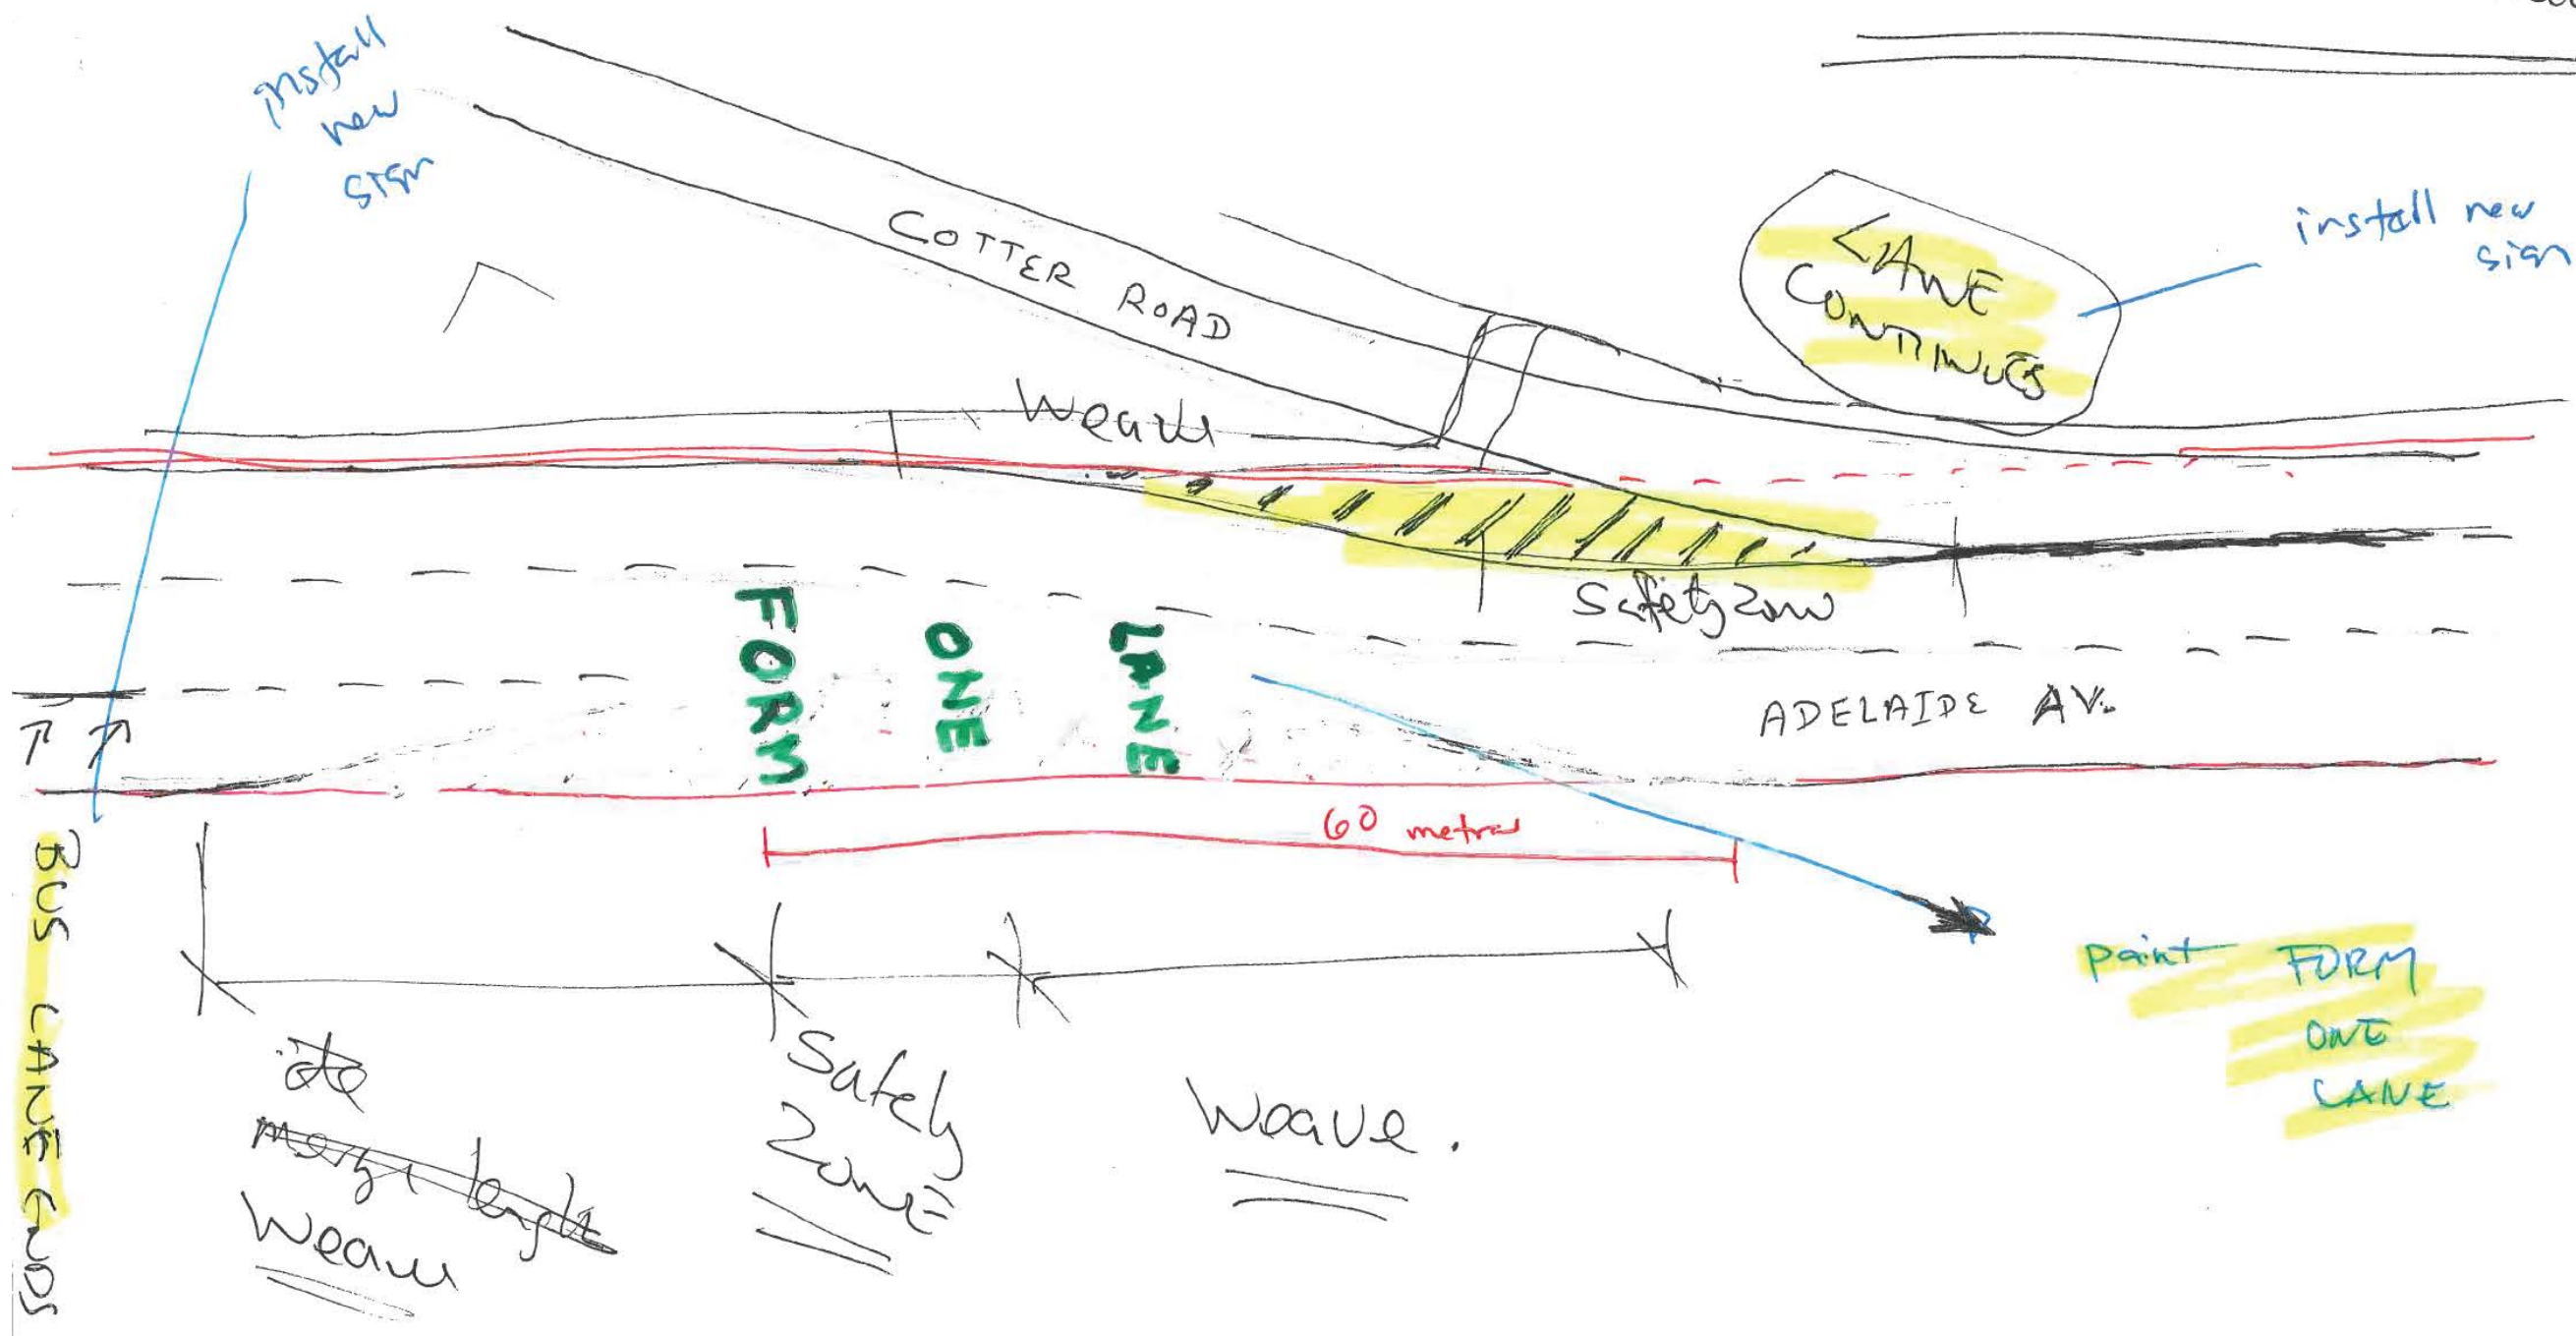 install
new
sign
COTTER ROAD
LANE
CONTINUES
install new
sign
Weave
Safety Zone
FORM
ONE
LANE
ADELAIDE AV.
60 metres
BUS LANE ENDS
merge length
Weave
Safety
Zone
Weave.
paint FORM
ONE
LANE